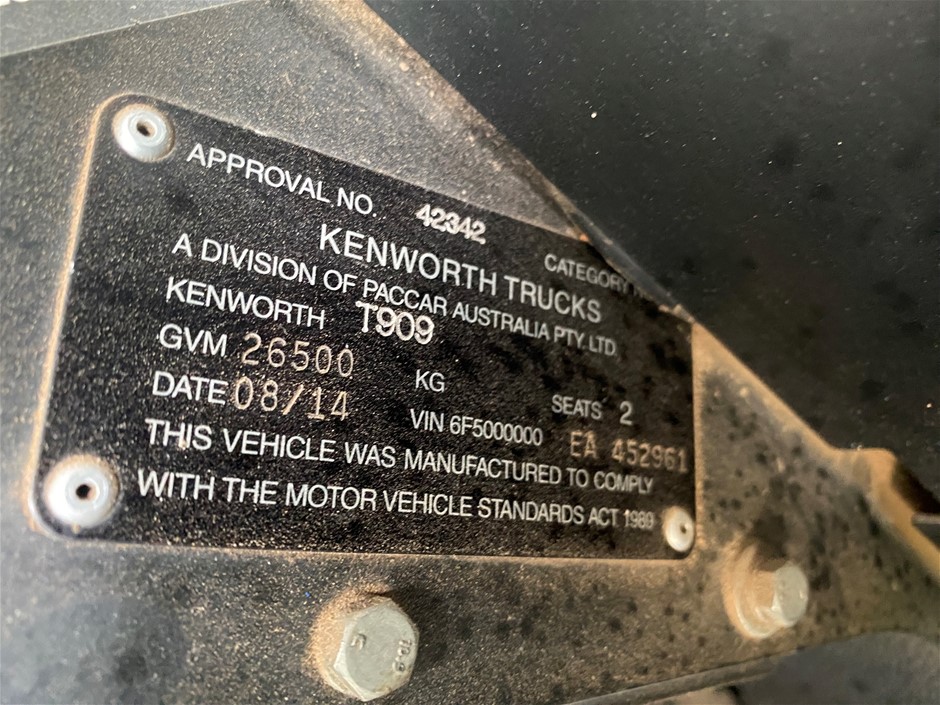 APPROVAL NO. 42342 CATEGORY
KENWORTH TRUCKS
A DIVISION OF PACCAR AUSTRALIA PTY. LTD.
KENWORTH T909
GVM 26500 KG SEATS 2
DATE 08/14 VIN 6F5000000 EA 452961
THIS VEHICLE WAS MANUFACTURED TO COMPLY
WITH THE MOTOR VEHICLE STANDARDS ACT 1989